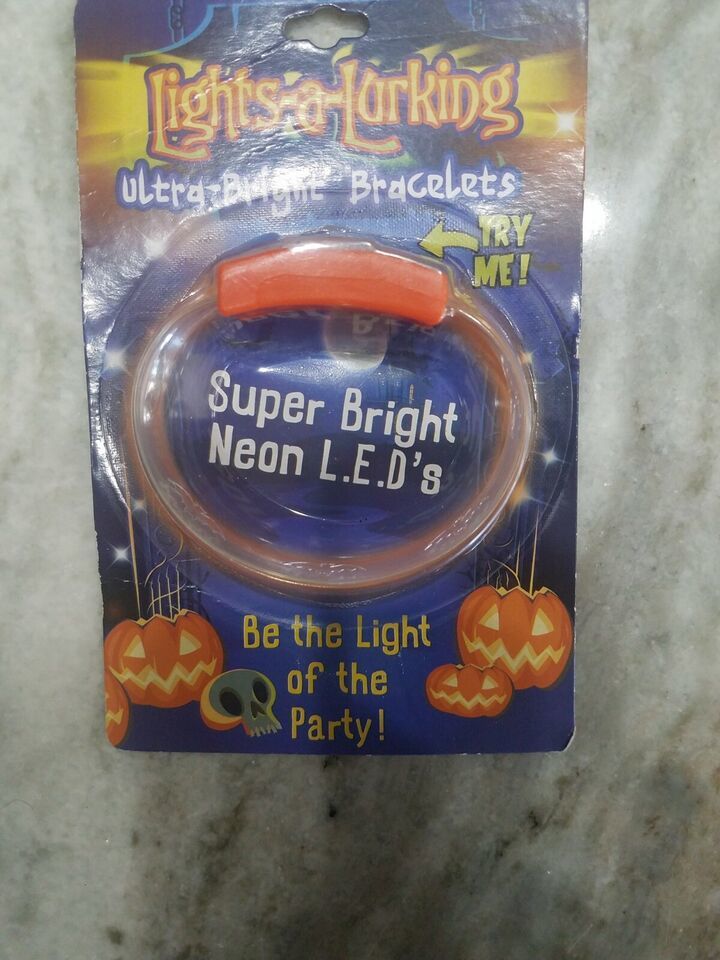 Lights-a-Lurking
Ultra-Bright Bracelets
TRY
ME!
Super Bright
Neon L.E.D's
Be the Light
of the
Party!